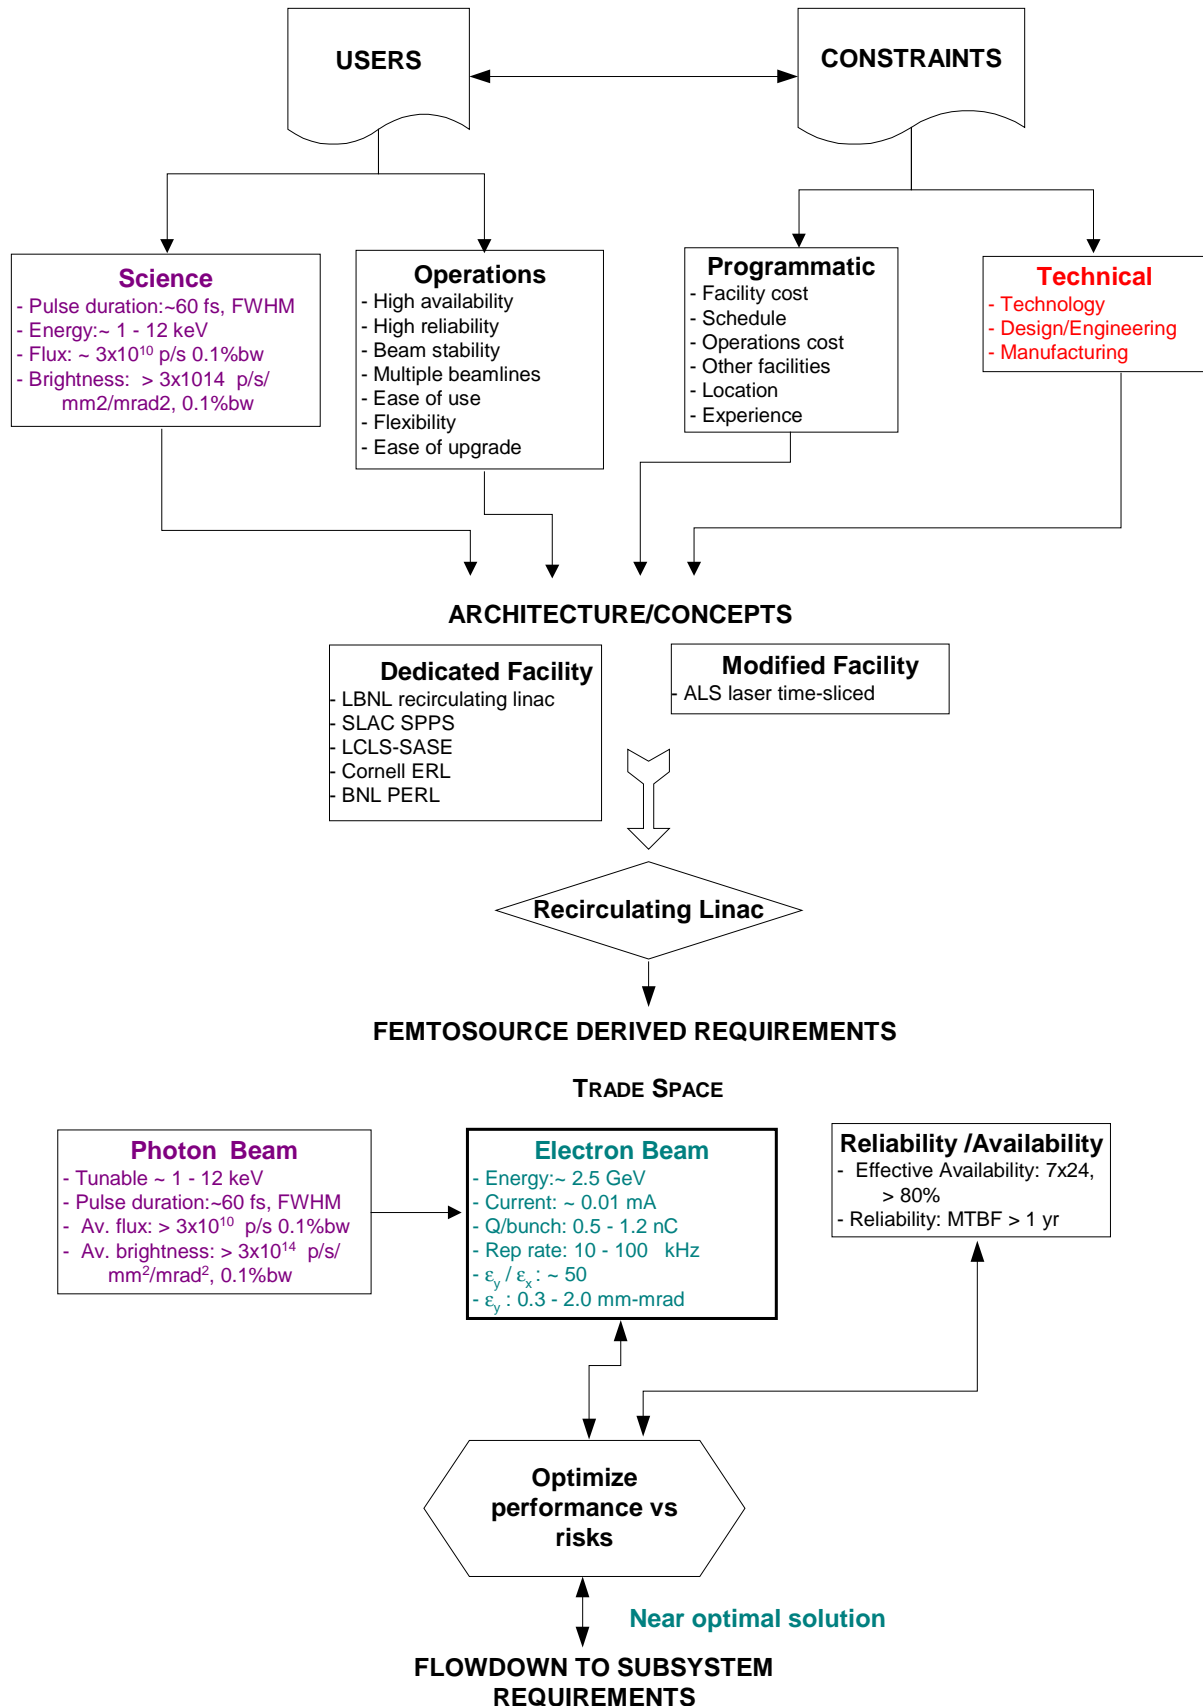 USERS
CONSTRAINTS
Science
- Pulse duration:~60 fs, FWHM
- Energy:~ 1 - 12 keV
- Flux: ~ 3x10¹⁰ p/s 0.1%bw
- Brightness: > 3x1014 p/s/
mm2/mrad2, 0.1%bw
Operations
- High availability
- High reliability
- Beam stability
- Multiple beamlines
- Ease of use
- Flexibility
- Ease of upgrade
Programmatic
- Facility cost
- Schedule
- Operations cost
- Other facilities
- Location
- Experience
Technical
- Technology
- Design/Engineering
- Manufacturing
ARCHITECTURE/CONCEPTS
Dedicated Facility
- LBNL recirculating linac
- SLAC SPPS
- LCLS-SASE
- Cornell ERL
- BNL PERL
Modified Facility
- ALS laser time-sliced
Recirculating Linac
FEMTOSOURCE DERIVED REQUIREMENTS
TRADE SPACE
Photon Beam
- Tunable ~ 1 - 12 keV
- Pulse duration:~60 fs, FWHM
- Av. flux: > 3x10¹⁰ p/s 0.1%bw
- Av. brightness: > 3x10¹⁴ p/s/
mm²/mrad², 0.1%bw
Electron Beam
- Energy:~ 2.5 GeV
- Current: ~ 0.01 mA
- Q/bunch: 0.5 - 1.2 nC
- Rep rate: 10 - 100 kHz
- εy / εx : ~ 50
- εy : 0.3 - 2.0 mm-mrad
Reliability /Availability
- Effective Availability: 7x24,
> 80%
- Reliability: MTBF > 1 yr
Optimize
performance vs
risks
Near optimal solution
FLOWDOWN TO SUBSYSTEM
REQUIREMENTS